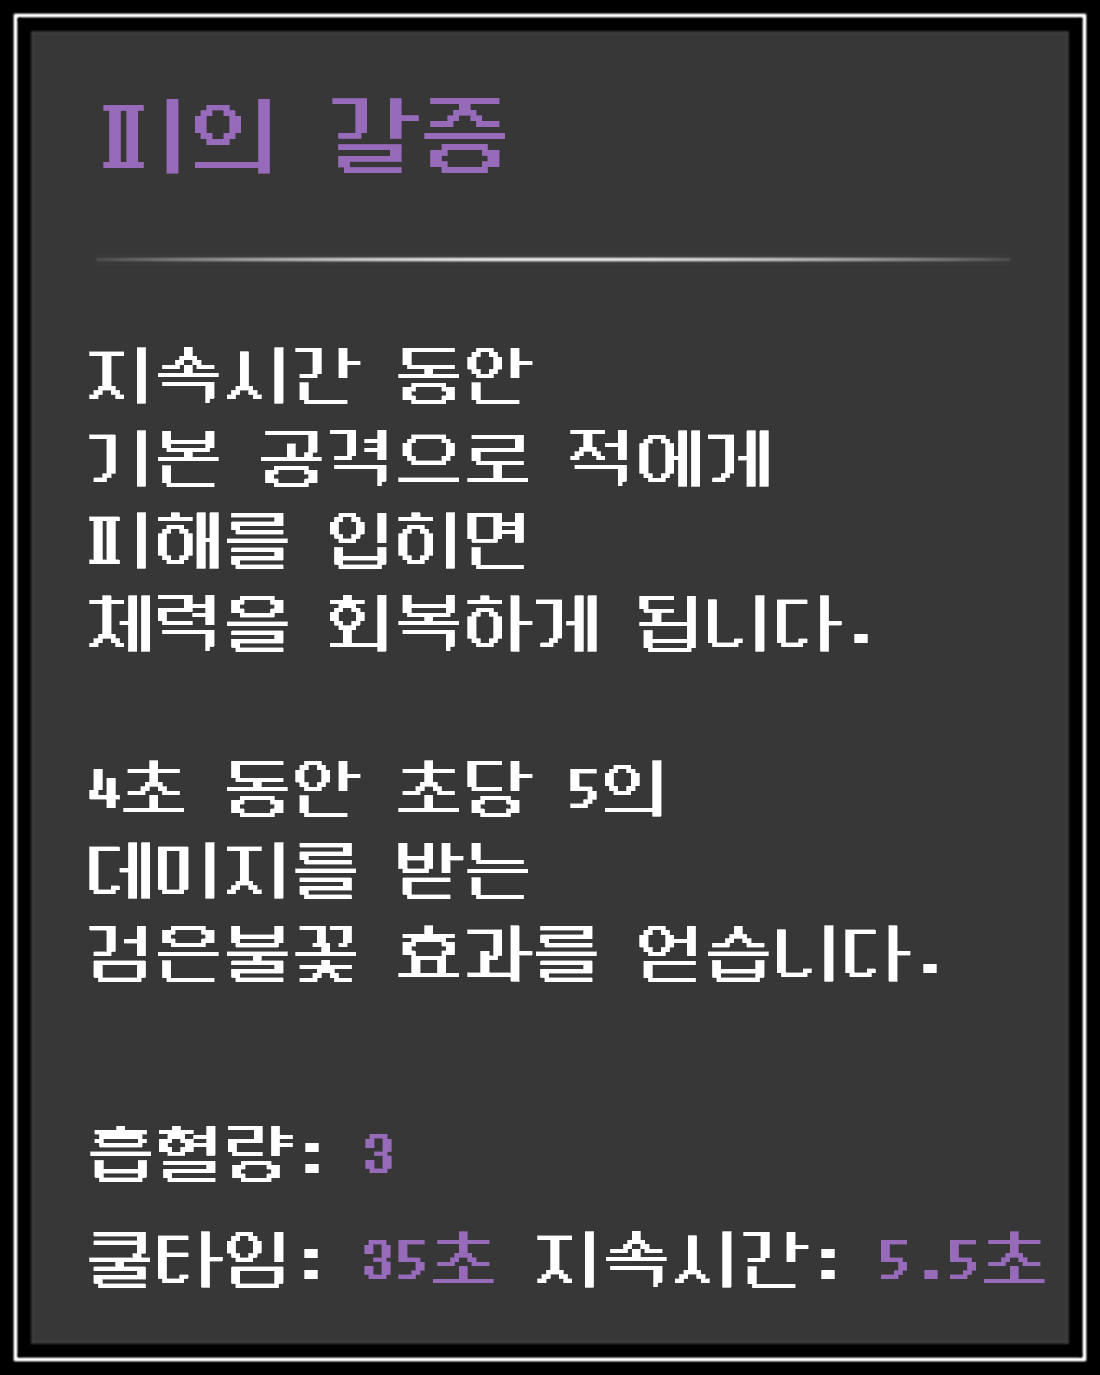 피의 갈증
지속시간 동안
기본 공격으로 적에게
피해를 입히면
체력을 회복하게 됩니다.
4초 동안 초당 5의
데미지를 받는
검은불꽃 효과를 얻습니다.
흡혈량: 3
쿨타임: 35초 지속시간: 5.5초